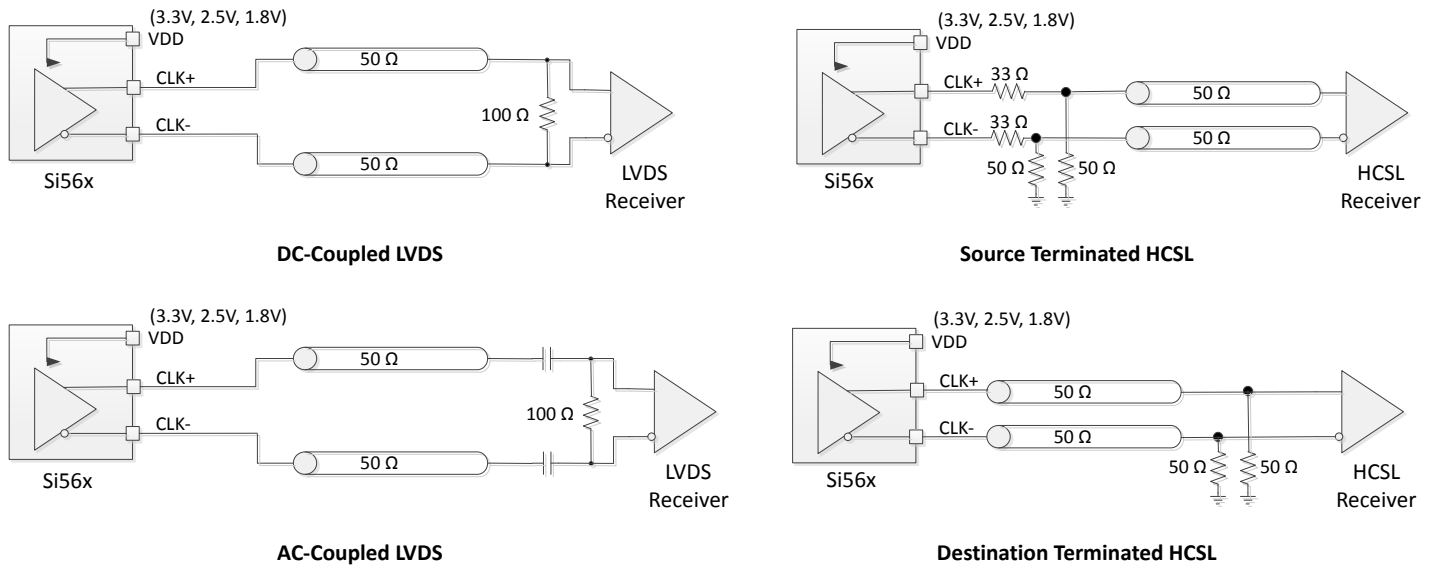 (3.3V, 2.5V, 1.8V)
VDD
CLK+
50 Ω
100 Ω
CLK-
50 Ω
Si56x
LVDS
Receiver
DC-Coupled LVDS
(3.3V, 2.5V, 1.8V)
VDD
CLK+
33 Ω
50 Ω
CLK-
33 Ω
50 Ω
50 Ω
50 Ω
Si56x
HCSL
Receiver
Source Terminated HCSL
(3.3V, 2.5V, 1.8V)
VDD
CLK+
50 Ω
100 Ω
CLK-
50 Ω
Si56x
LVDS
Receiver
AC-Coupled LVDS
(3.3V, 2.5V, 1.8V)
VDD
CLK+
50 Ω
CLK-
50 Ω
50 Ω
50 Ω
Si56x
HCSL
Receiver
Destination Terminated HCSL